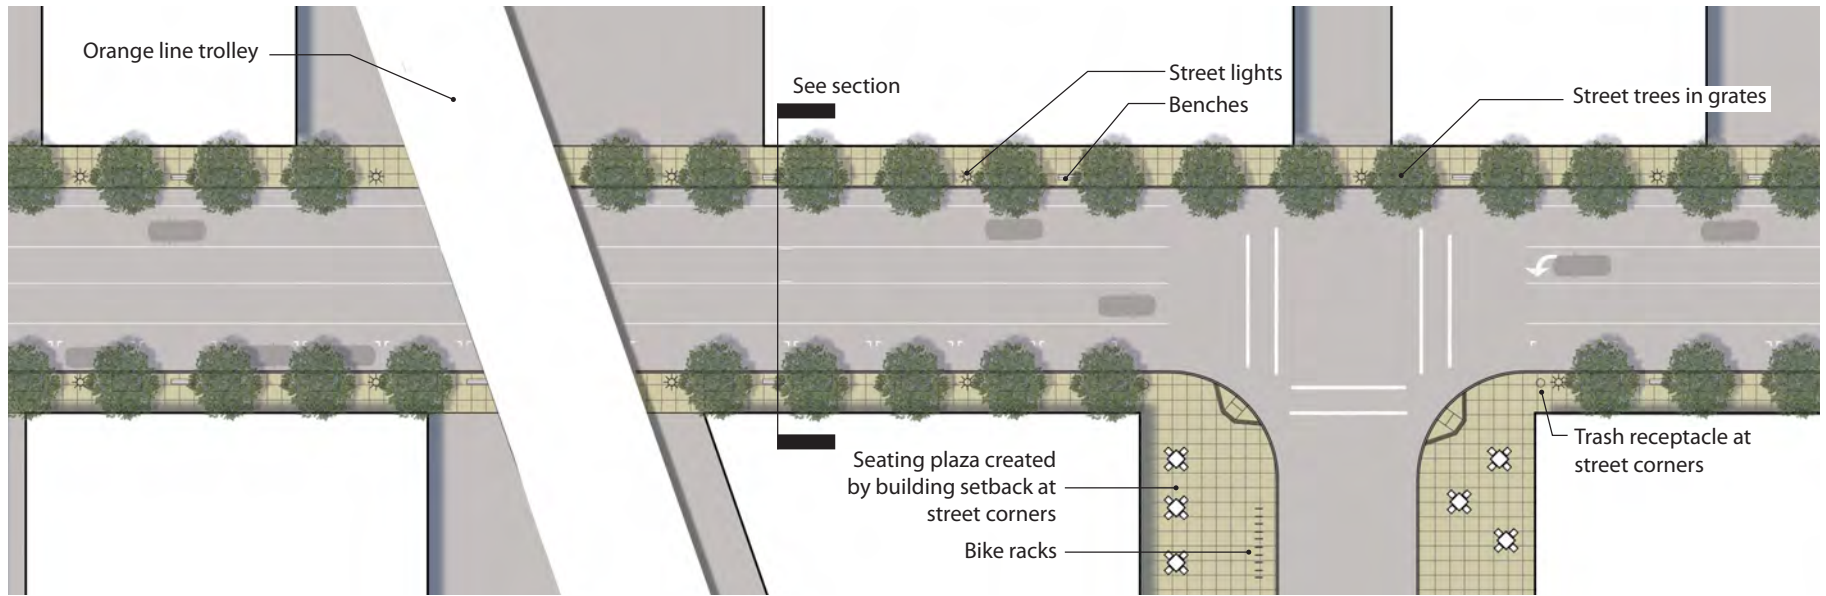 Orange line trolley
See section
Street lights
Benches
Street trees in grates
Seating plaza created
by building setback at
street corners
Bike racks
Trash receptacle at
street corners